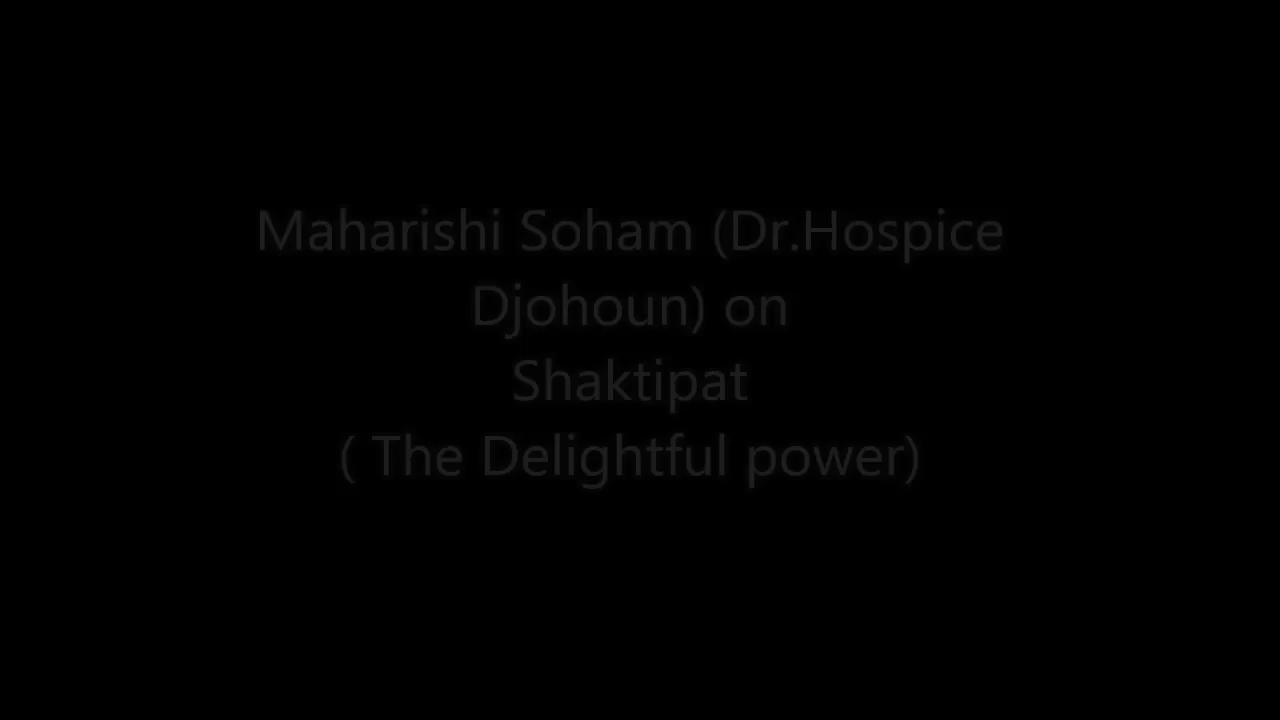 Maharishi Soham (Dr.Hospice
Djohoun) on
Shaktipat
( The Delightful power)